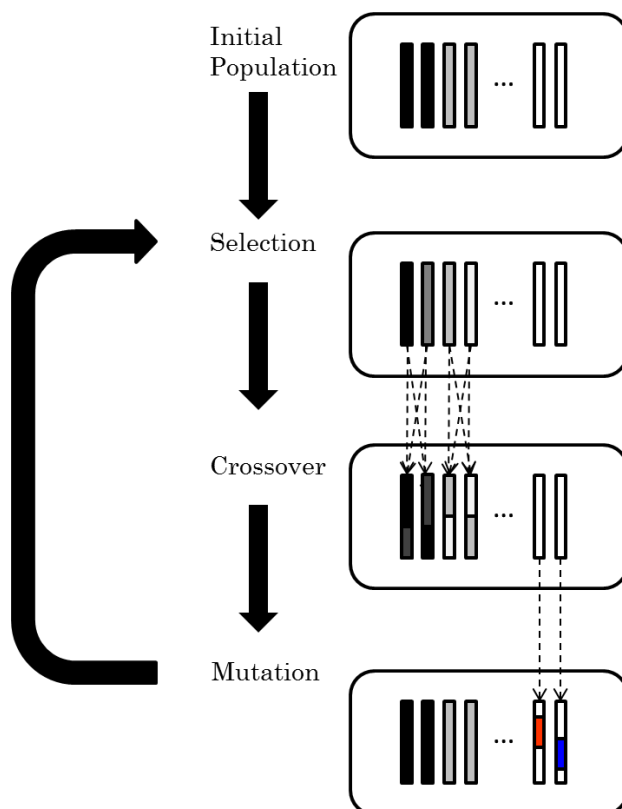 Initial
Population
...
Selection
...
Crossover
...
Mutation
...